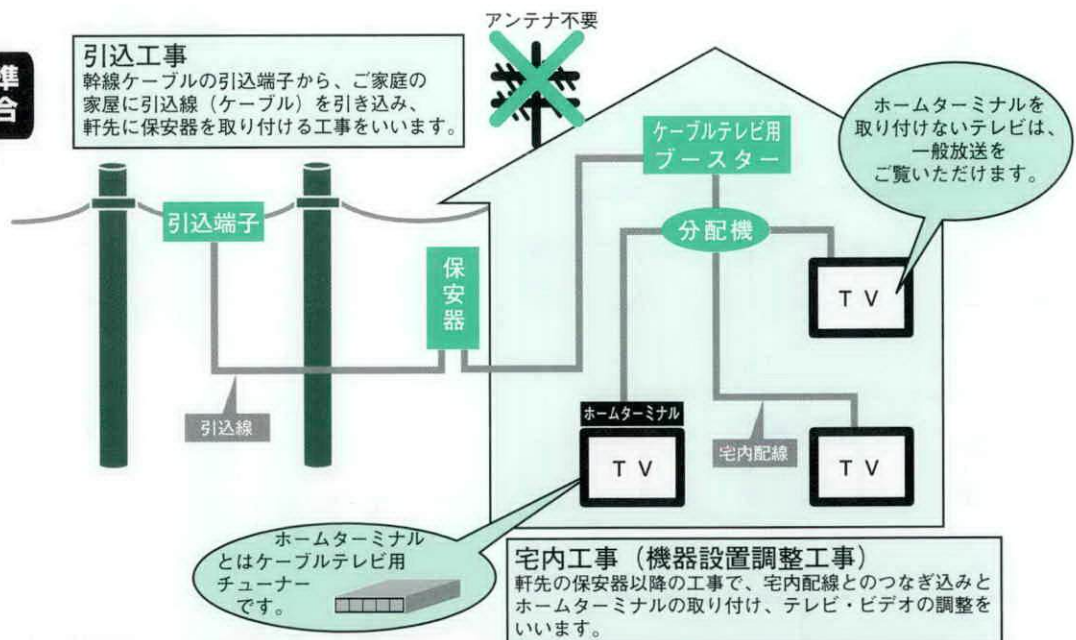 アンテナ不要
準
合
引込工事
幹線ケーブルの引込端子から、ご家庭の
家屋に引込線（ケーブル）を引き込み、
軒先に保安器を取り付ける工事をいいます。
ホームターミナルを
取り付けないテレビは、
一般放送を
ご覧いただけます。
ケーブルテレビ用
ブースター
引込端子
分配機
保安器
TV
引込線
ホームターミナル
TV
宅内配線
TV
ホームターミナル
とはケーブルテレビ用
チューナー
です。
宅内工事（機器設置調整工事）
軒先の保安器以降の工事で、宅内配線とのつなぎ込みと
ホームターミナルの取り付け、テレビ・ビデオの調整を
いいます。